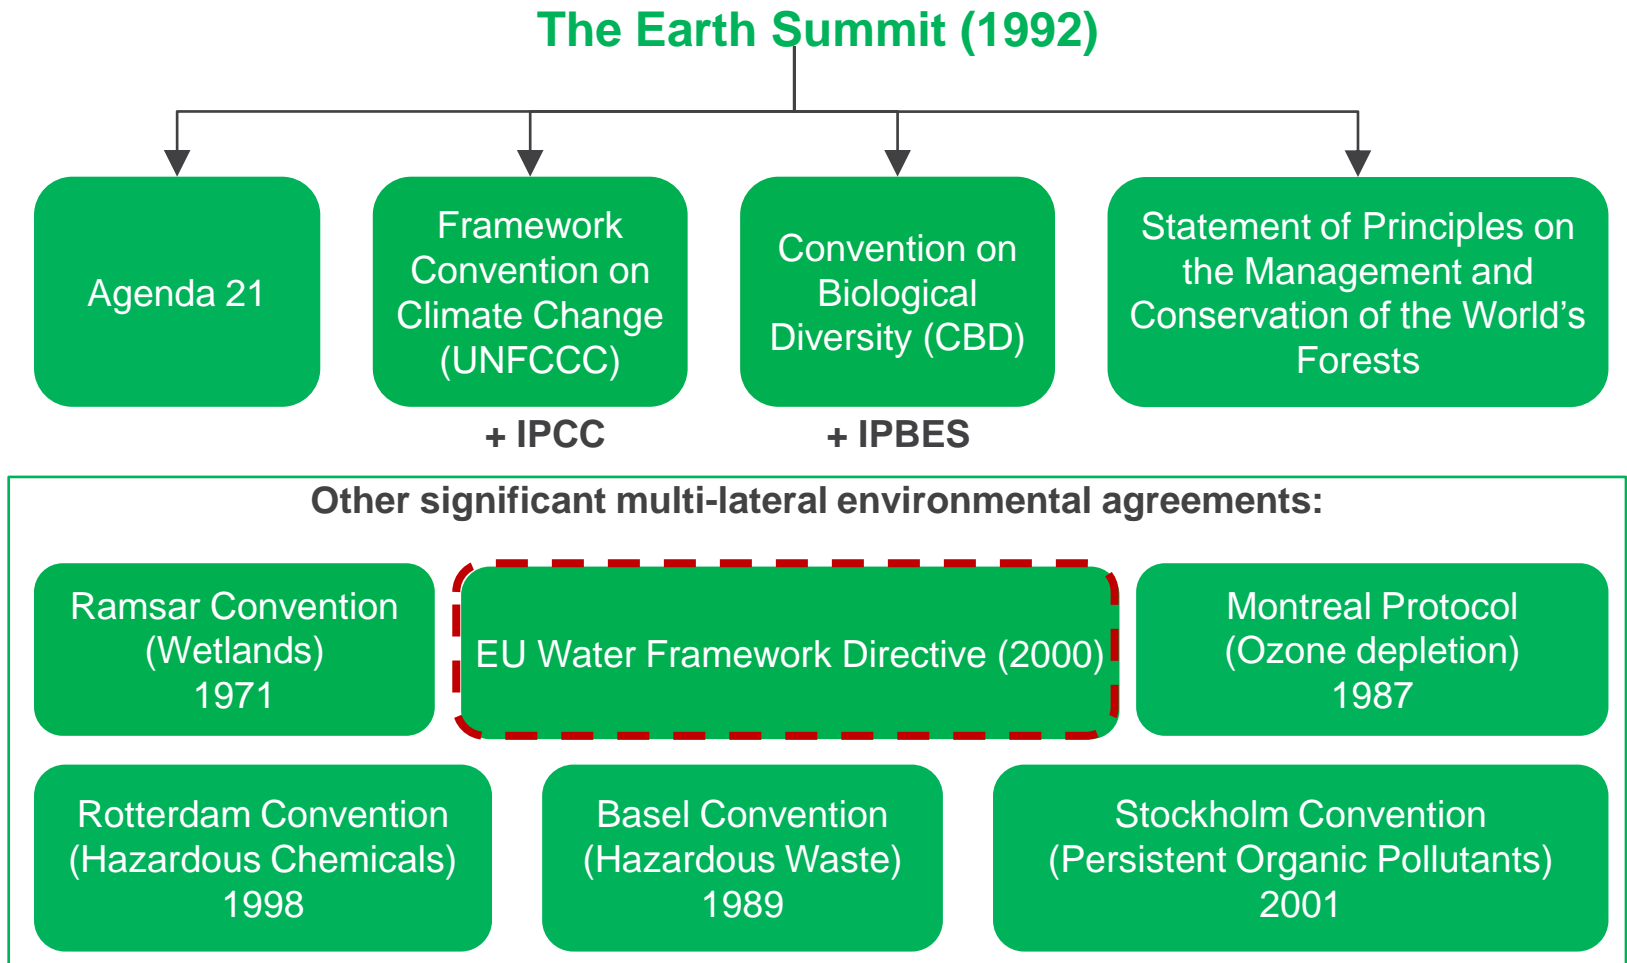 The Earth Summit (1992)
Agenda 21
Framework
Convention on
Climate Change
(UNFCCC)
Convention on
Biological
Diversity (CBD)
Statement of Principles on
the Management and
Conservation of the World’s
Forests
+ IPCC
+ IPBES
Other significant multi-lateral environmental agreements:
Ramsar Convention
(Wetlands)
1971
EU Water Framework Directive (2000)
Montreal Protocol
(Ozone depletion)
1987
Rotterdam Convention
(Hazardous Chemicals)
1998
Basel Convention
(Hazardous Waste)
1989
Stockholm Convention
(Persistent Organic Pollutants)
2001